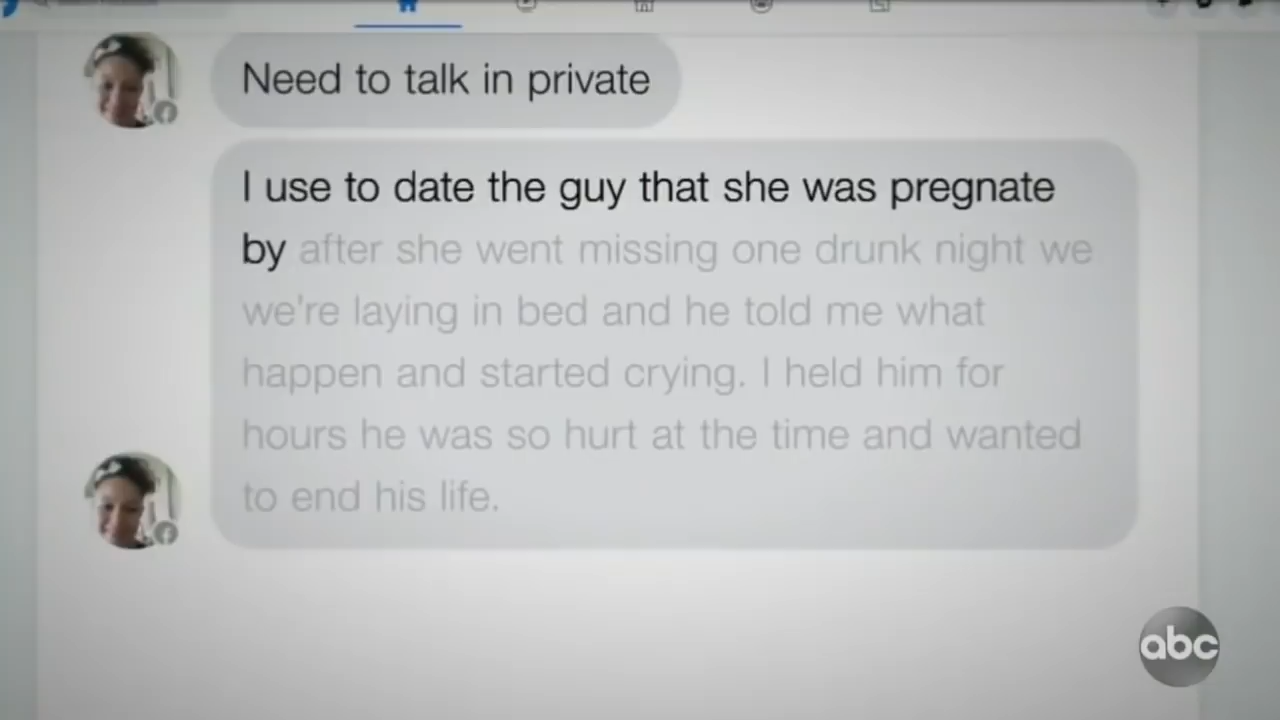 Need to talk in private
I use to date the guy that she was pregnate
by after she went missing one drunk night we
we're laying in bed and he told me what
happen and started crying. I held him for
hours he was so hurt at the time and wanted
to end his life.
abc